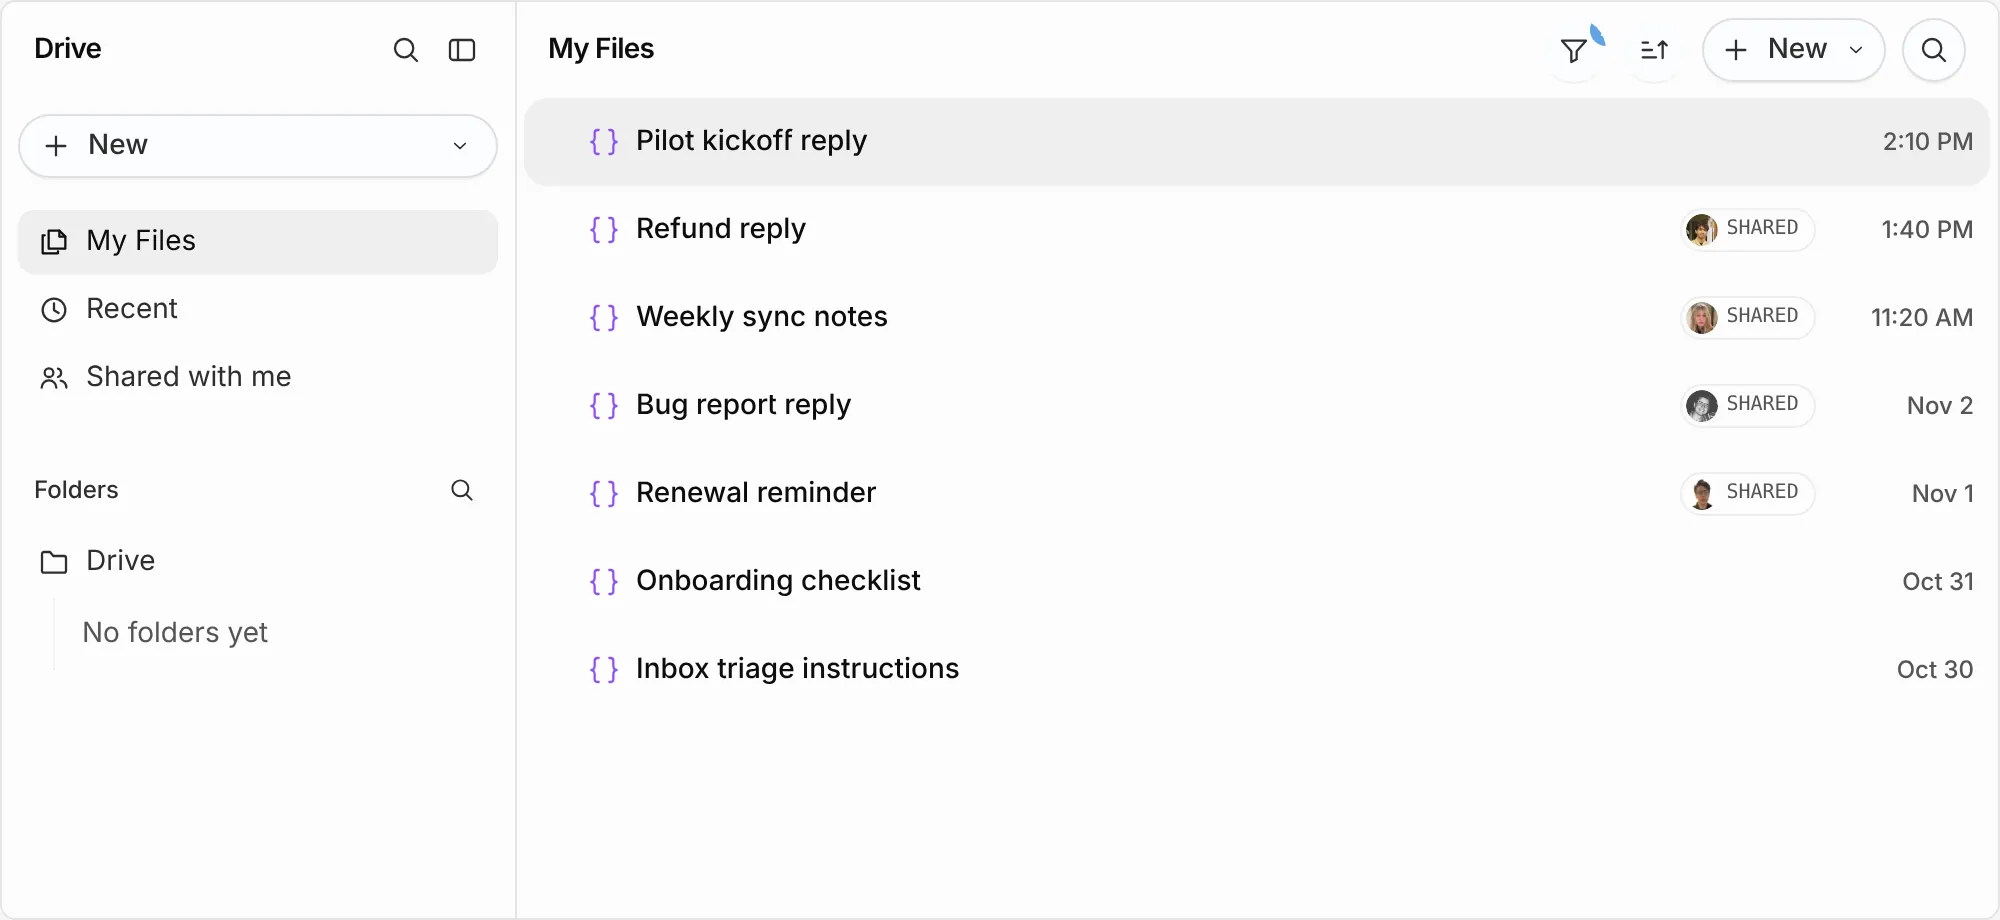 Drive
New
My Files
Recent
Shared with me
Folders
Drive
No folders yet
My Files
New
{ } Pilot kickoff reply 2:10 PM
{ } Refund reply SHARED 1:40 PM
{ } Weekly sync notes SHARED 11:20 AM
{ } Bug report reply SHARED Nov 2
{ } Renewal reminder SHARED Nov 1
{ } Onboarding checklist Oct 31
{ } Inbox triage instructions Oct 30